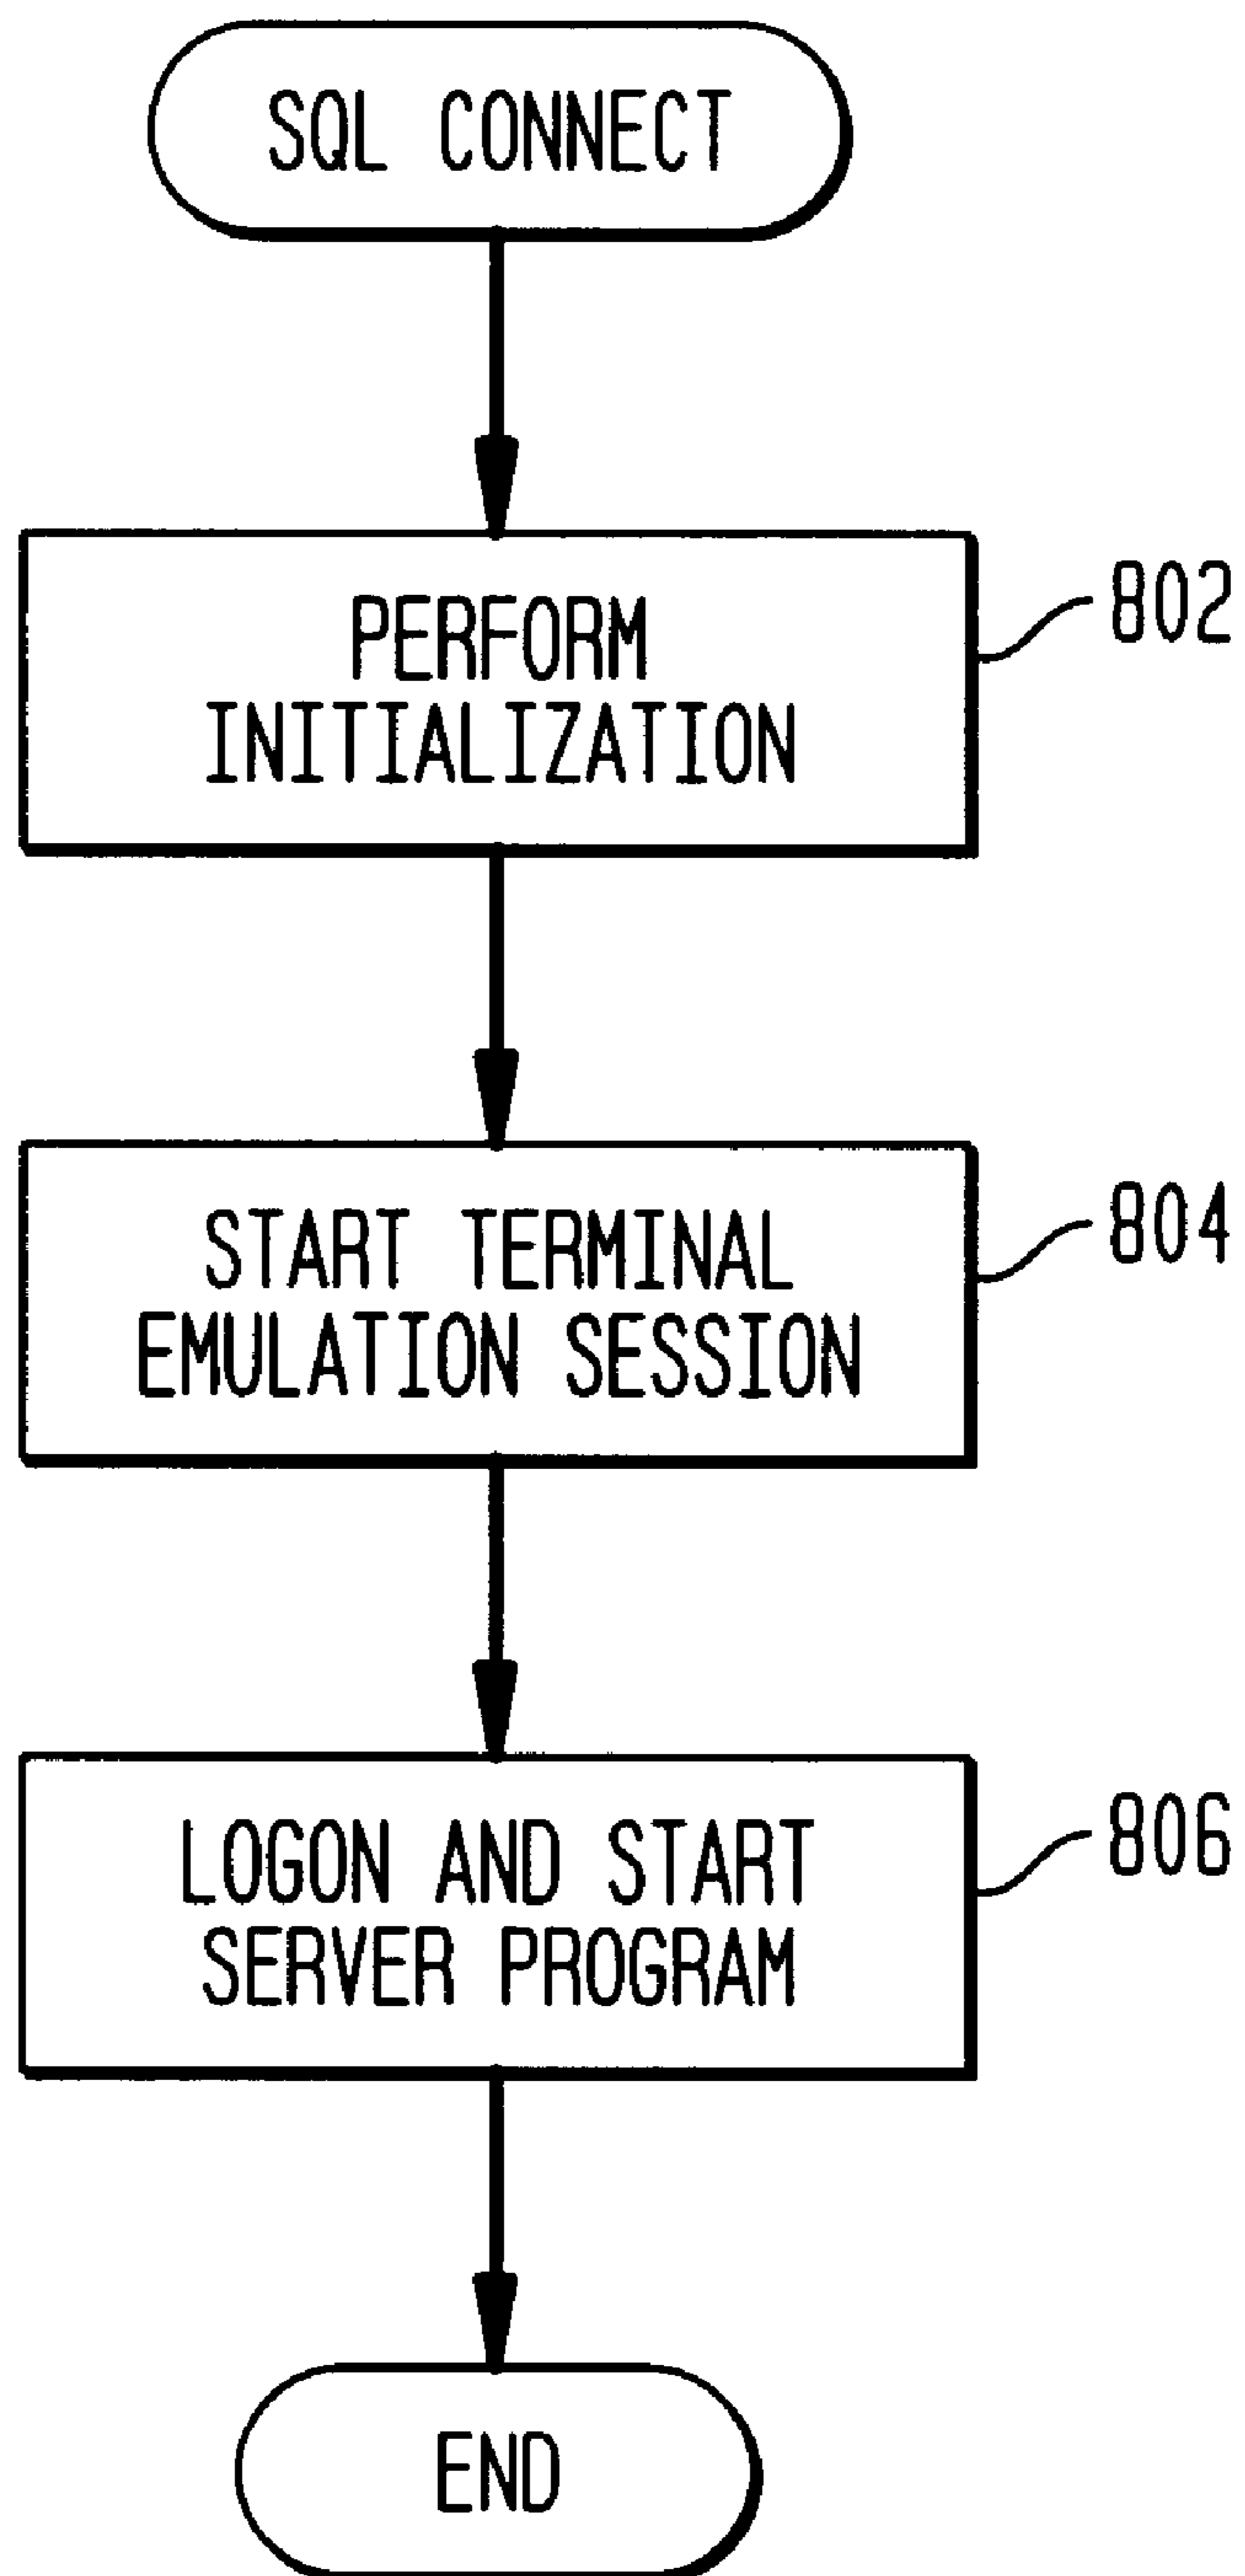 SQL CONNECT
PERFORM
INITIALIZATION
802
START TERMINAL
EMULATION SESSION
804
LOGON AND START
SERVER PROGRAM
806
END